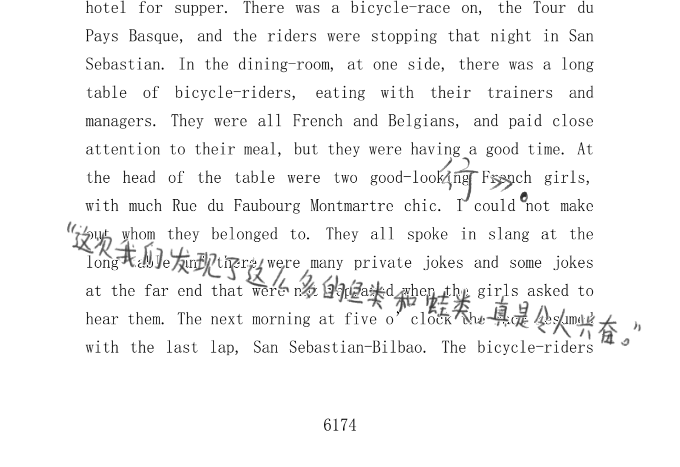 hotel for supper. There was a bicycle-race on, the Tour du
Pays Basque, and the riders were stopping that night in San
Sebastian. In the dining-room, at one side, there was a long
table of bicycle-riders, eating with their trainers and
managers. They were all French and Belgians, and paid close
attention to their meal, but they were having a good time. At
the head of the table were two good-looking French girls,
with much Rue du Faubourg Montmartre chic. I could not make
out whom they belonged to. They all spoke in slang at the
long table and there were many private jokes and some jokes
at the far end that were not repeated when the girls asked to
hear them. The next morning at five o’clock the race resumed
with the last lap, San Sebastian-Bilbao. The bicycle-riders
行»
“这次我们发现了这么多的鱼类和蛙类，真是令人兴奋。”
6174